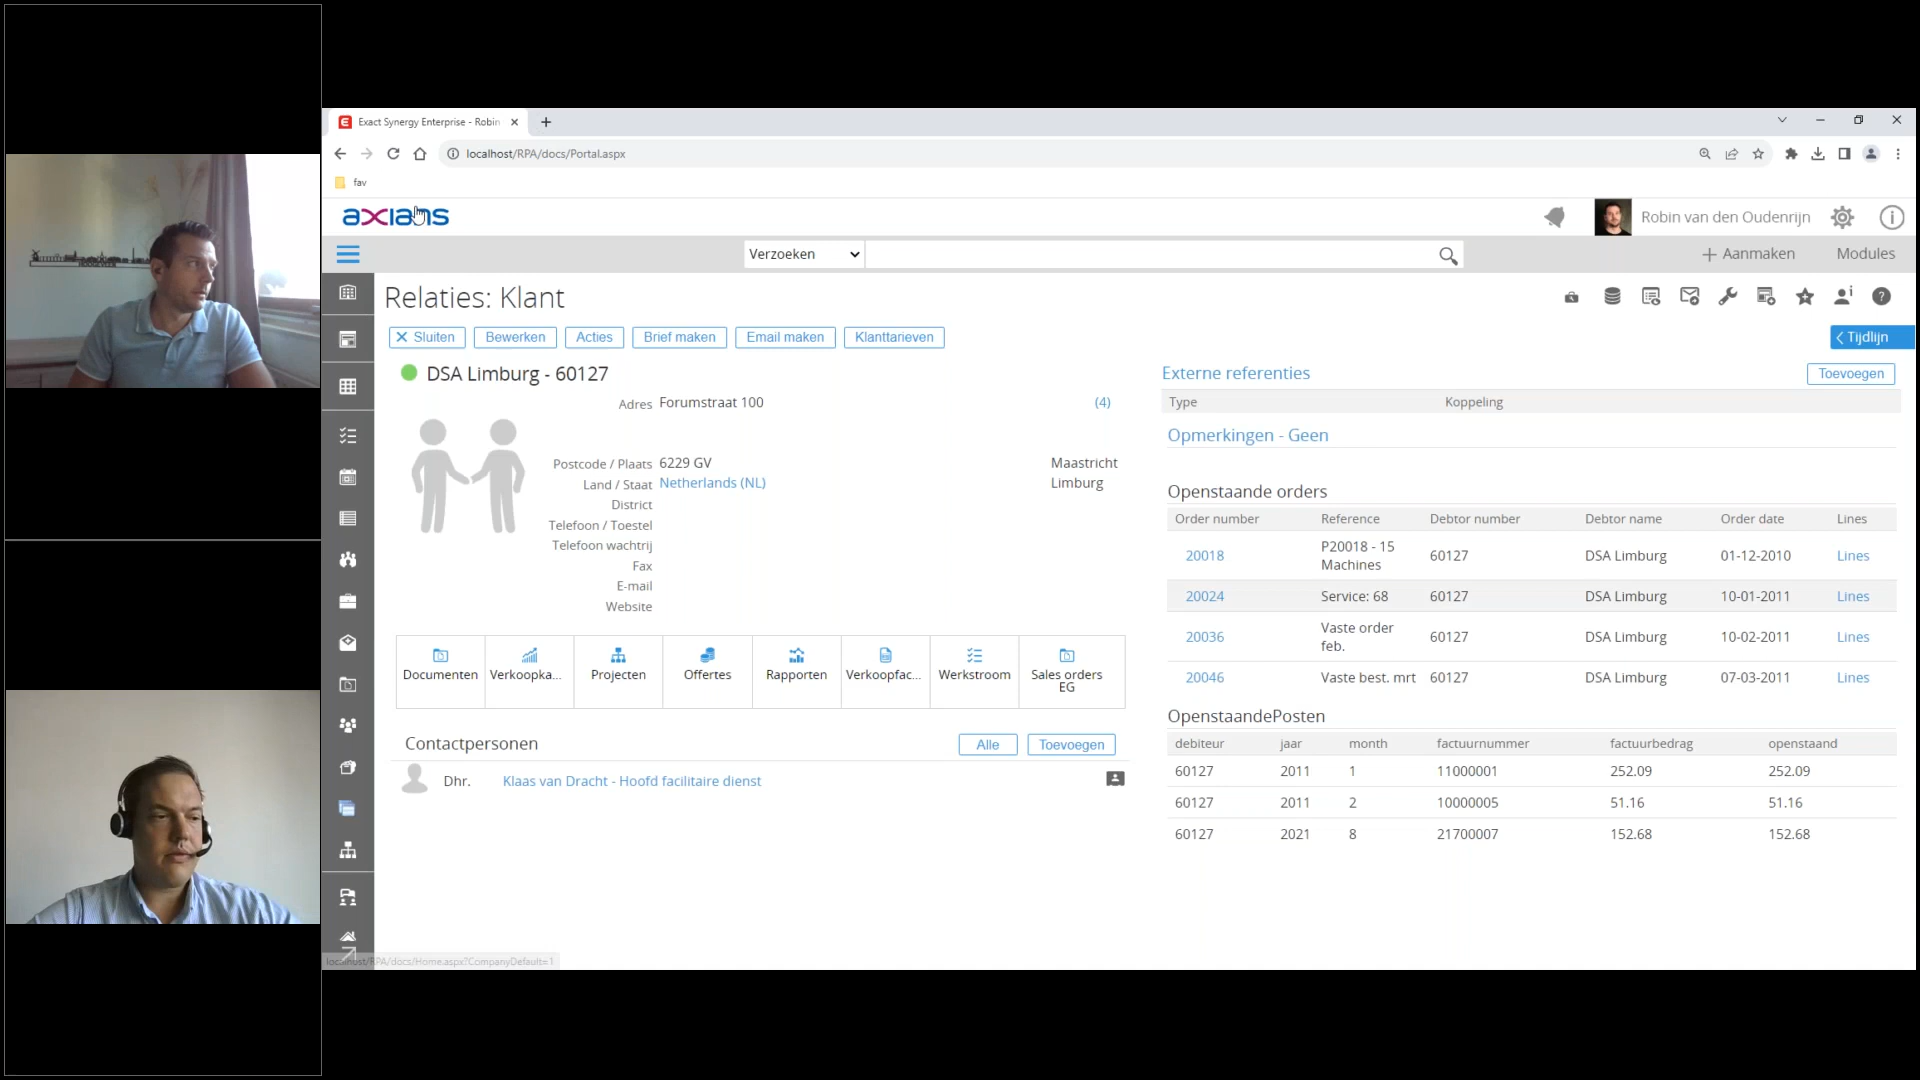 Exact Synergy Enterprise - Robin
localhost/RPA/docs/Portal.aspx
fav
axians
Robin van den Oudenrijn
Verzoeken
Aanmaken
Modules
Relaties: Klant
Sluiten
Bewerken
Acties
Brief maken
Email maken
Klanttarieven
Tijdlijn
DSA Limburg - 60127
Adres Forumstraat 100 (4)
Postcode / Plaats 6229 GV Maastricht
Land / Staat Netherlands (NL) Limburg
District
Telefoon / Toestel
Telefoon wachtrij
Fax
E-mail
Website
Documenten
Verkoopka...
Projecten
Offertes
Rapporten
Verkoopfac...
Werkstroom
Sales orders
EG
Contactpersonen
Alle
Toevoegen
Dhr. Klaas van Dracht - Hoofd facilitaire dienst
Externe referenties
Toevoegen
Type Koppeling
Opmerkingen - Geen
Openstaande orders
Order number Reference Debtor number Debtor name Order date Lines
20018 P20018 - 15 Machines 60127 DSA Limburg 01-12-2010 Lines
20024 Service: 68 60127 DSA Limburg 10-01-2011 Lines
20036 Vaste order feb. 60127 DSA Limburg 10-02-2011 Lines
20046 Vaste best. mrt 60127 DSA Limburg 07-03-2011 Lines
OpenstaandePosten
debiteur jaar month factuurnummer factuurbedrag openstaand
60127 2011 1 11000001 252.09 252.09
60127 2011 2 10000005 51.16 51.16
60127 2021 8 21700007 152.68 152.68
localhost/RPA/docs/Home.aspx?CompanyDefault=1